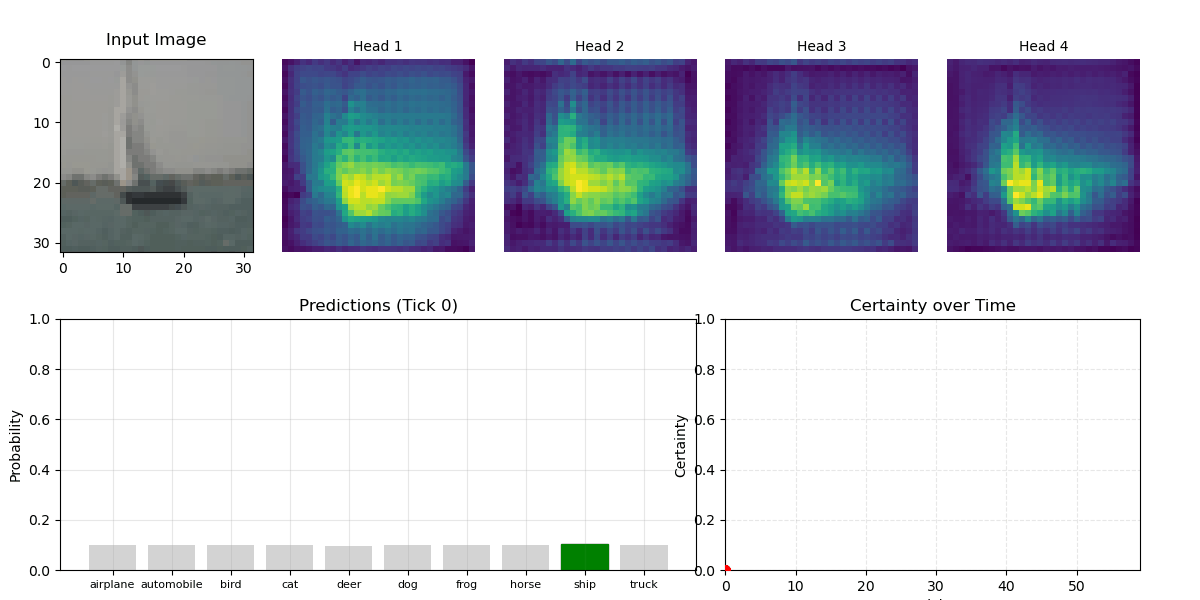 Input Image
Head 1
Head 2
Head 3
Head 4
0
10
20
30
0
10
20
30
Predictions (Tick 0)
Probability
1.0
0.8
0.6
0.4
0.2
0.0
airplane
automobile
bird
cat
deer
dog
frog
horse
ship
truck
Certainty over Time
Certainty
1.0
0.8
0.6
0.4
0.2
0.0
0
10
20
30
40
50